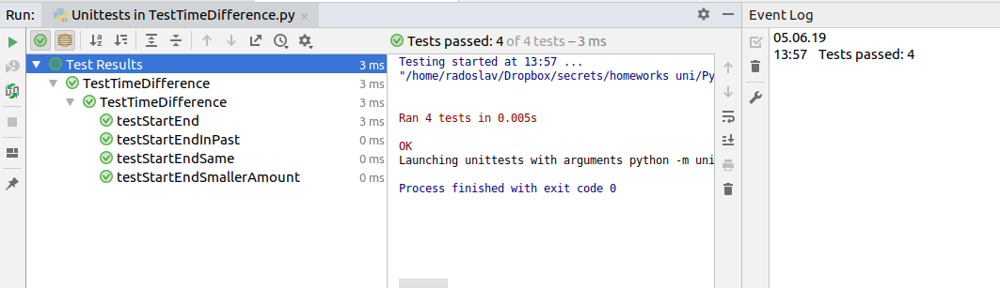 Run: Unittests in TestTimeDifference.py
Event Log
Tests passed: 4 of 4 tests – 3 ms
Test Results 3 ms
TestTimeDifference 3 ms
TestTimeDifference 3 ms
testStartEnd 3 ms
testStartEndInPast 0 ms
testStartEndSame 0 ms
testStartEndSmallerAmount 0 ms
Testing started at 13:57 ...
"/home/radoslav/Dropbox/secrets/homeworks uni/Py
Ran 4 tests in 0.005s
OK
Launching unittests with arguments python -m uni
Process finished with exit code 0
05.06.19
13:57 Tests passed: 4